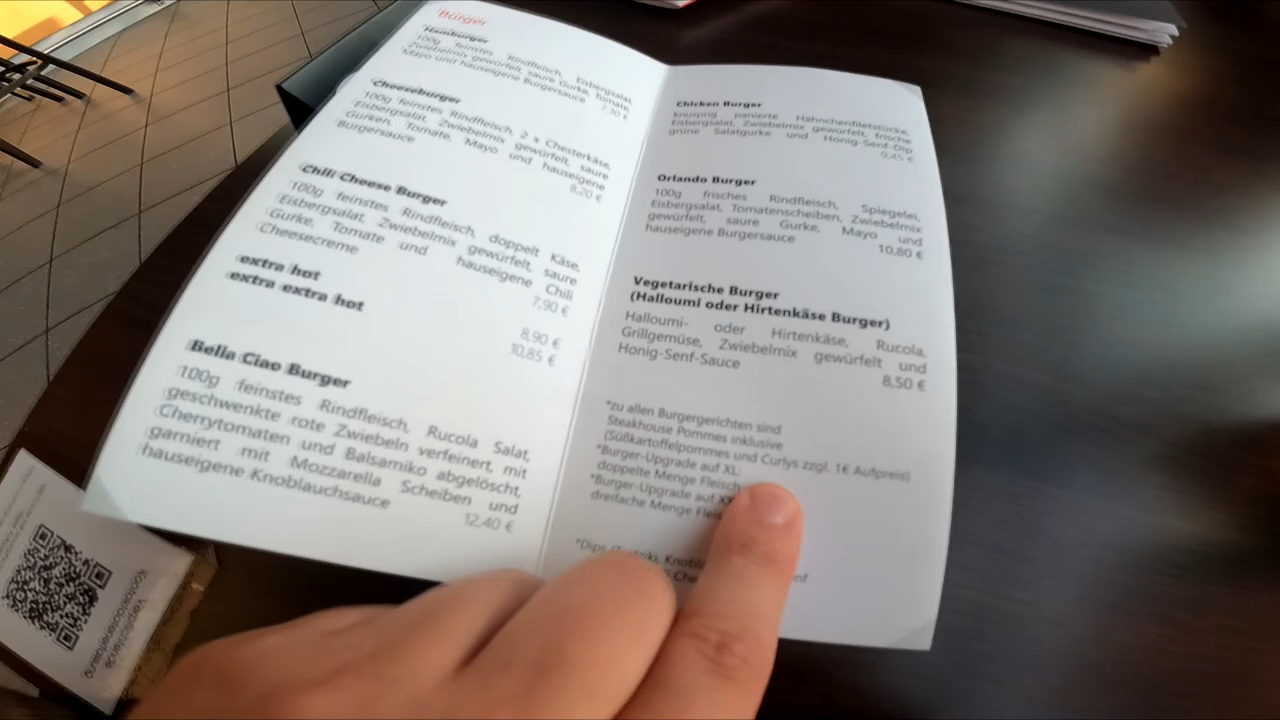 Burger
Hamburger
100g feinstes Rindfleisch, Eisbergsalat,
Zwiebelmix gewürfelt, saure Gurke, Tomate,
Mayo und hauseigene Burgersauce
7,30 €
Cheeseburger
100g feinstes Rindfleisch, 2 x Chesterkäse,
Eisbergsalat, Zwiebelmix gewürfelt, saure
Gurken, Tomate, Mayo und hauseigene
Burgersauce
8,20 €
Chili Cheese Burger
100g feinstes Rindfleisch, doppelt Käse,
Eisbergsalat, Zwiebelmix gewürfelt, saure
Gurke, Tomate und hauseigene Chili
Cheesecreme
7,90 €
extra hot
8,90 €
extra extra hot
10,85 €
Bella Ciao Burger
100g feinstes Rindfleisch, Rucola Salat,
geschwenkte rote Zwiebeln verfeinert, mit
Cherrytomaten und Balsamiko abgelöscht,
garniert mit Mozzarella Scheiben und
hauseigene Knoblauchsauce
12,40 €
Chicken Burger
knusprig panierte Hähnchenfiletstücke,
Eisbergsalat, Zwiebelmix gewürfelt, frische
grüne Salatgurke und Honig-Senf-Dip
9,45 €
Orlando Burger
100g frisches Rindfleisch, Spiegelei,
Eisbergsalat, Tomatenscheiben, Zwiebelmix
gewürfelt, saure Gurke, Mayo und
hauseigene Burgersauce
10,80 €
Vegetarische Burger
(Halloumi oder Hirtenkäse Burger)
Halloumi- oder Hirtenkäse, Rucola,
Grillgemüse, Zwiebelmix gewürfelt und
Honig-Senf-Sauce
8,50 €
*zu allen Burgergerichten sind
Steakhouse Pommes inklusive
(Süßkartoffelpommes und Curlys zzgl. 1€ Aufpreis)
*Burger-Upgrade auf XL:
doppelte Menge Fleisch
*Burger-Upgrade auf
dreifache Menge
*Dips
Verpflichtende
Kontaktdatenerfassung